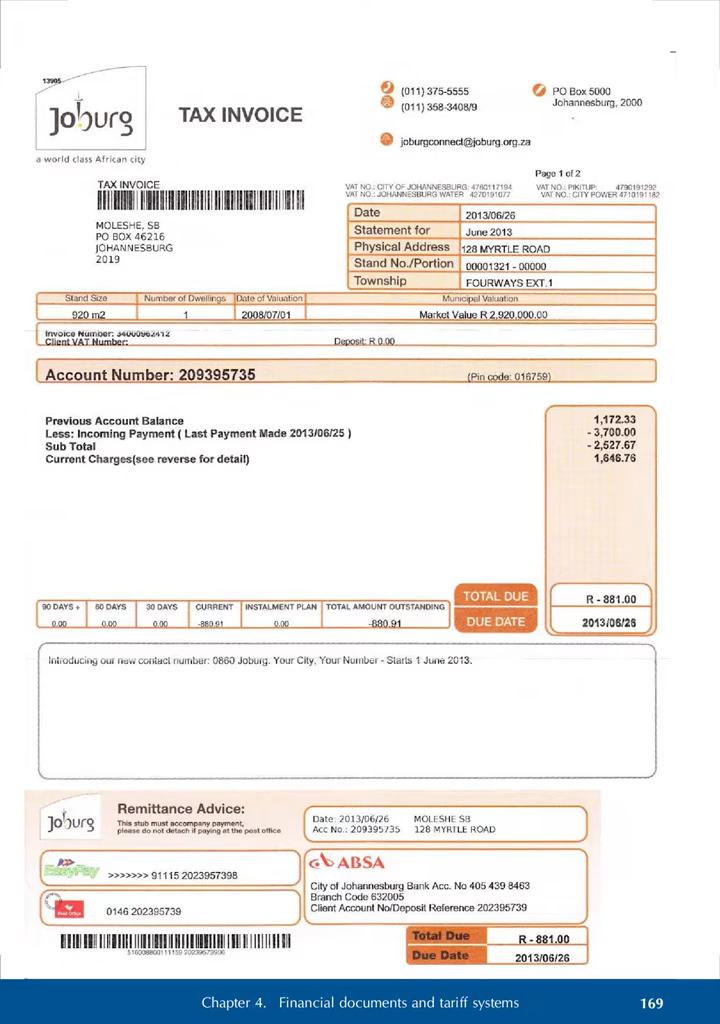 13905
Joburg
a world class African city
TAX INVOICE
(011) 375-5555
(011) 358-3408/9
joburgconnect@joburg.org.za
PO Box 5000
Johannesburg, 2000
Page 1 of 2
TAX INVOICE
VAT NO.: CITY OF JOHANNESBURG: 4760117194 VAT NO.: PIKITUP: 4790191292
VAT NO.: JOHANNESBURG WATER 4270191077 VAT NO.: CITY POWER 4710191182
MOLESHE, SB
PO BOX 46216
JOHANNESBURG
2019
Date 2013/06/26
Statement for June 2013
Physical Address 128 MYRTLE ROAD
Stand No./Portion 00001321 - 00000
Township FOURWAYS EXT.1
Stand Size Number of Dwellings Date of Valuation Municipal Valuation
920 m2 1 2008/07/01 Market Value R 2,920,000.00
Invoice Number: 34000962412
Client VAT Number: Deposit: R 0.00
Account Number: 209395735 (Pin code: 016759)
Previous Account Balance 1,172.33
Less: Incoming Payment ( Last Payment Made 2013/06/25 ) - 3,700.00
Sub Total - 2,527.67
Current Charges(see reverse for detail) 1,646.76
90 DAYS + 60 DAYS 30 DAYS CURRENT INSTALMENT PLAN TOTAL AMOUNT OUTSTANDING
0.00 0.00 0.00 -880.91 0.00 -880.91
TOTAL DUE R - 881.00
DUE DATE 2013/06/26
Introducing our new contact number: 0860 Joburg. Your City, Your Number - Starts 1 June 2013.
Joburg
Remittance Advice:
This stub must accompany payment,
please do not detach if paying at the post office
Date: 2013/06/26 MOLESHE SB
Acc No.: 209395735 128 MYRTLE ROAD
EasyPay >>>>>>> 91115 2023957398
Post Office 0146 202395739
ABSA
City of Johannesburg Bank Acc. No 405 439 8463
Branch Code 632005
Client Account No/Deposit Reference 202395739
Total Due R - 881.00
Due Date 2013/06/26
Chapter 4. Financial documents and tariff systems 169